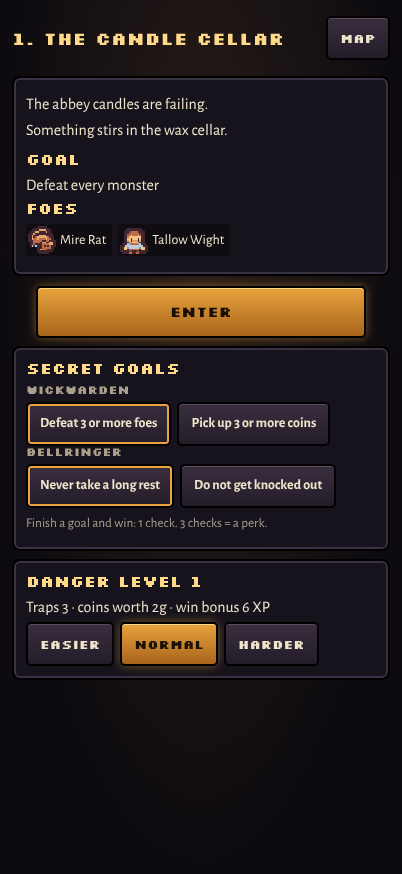 1. THE CANDLE CELLAR
MAP
The abbey candles are failing.
Something stirs in the wax cellar.
GOAL
Defeat every monster
FOES
Mire Rat
Tallow Wight
ENTER
SECRET GOALS
WICKWARDEN
Defeat 3 or more foes
Pick up 3 or more coins
BELLRINGER
Never take a long rest
Do not get knocked out
Finish a goal and win: 1 check. 3 checks = a perk.
DANGER LEVEL 1
Traps 3 · coins worth 2g · win bonus 6 XP
EASIER
NORMAL
HARDER